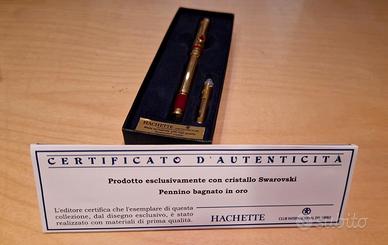 HACHETTE
CERTIFICATO D'AUTENTICITÀ
Prodotto esclusivamente con cristallo Swarovski
Pennino bagnato in oro
L'editore certifica che l'esemplare di questa
collezione, dal disegno esclusivo, è stato
realizzato con materiali di prima qualità.
HACHETTE
subito